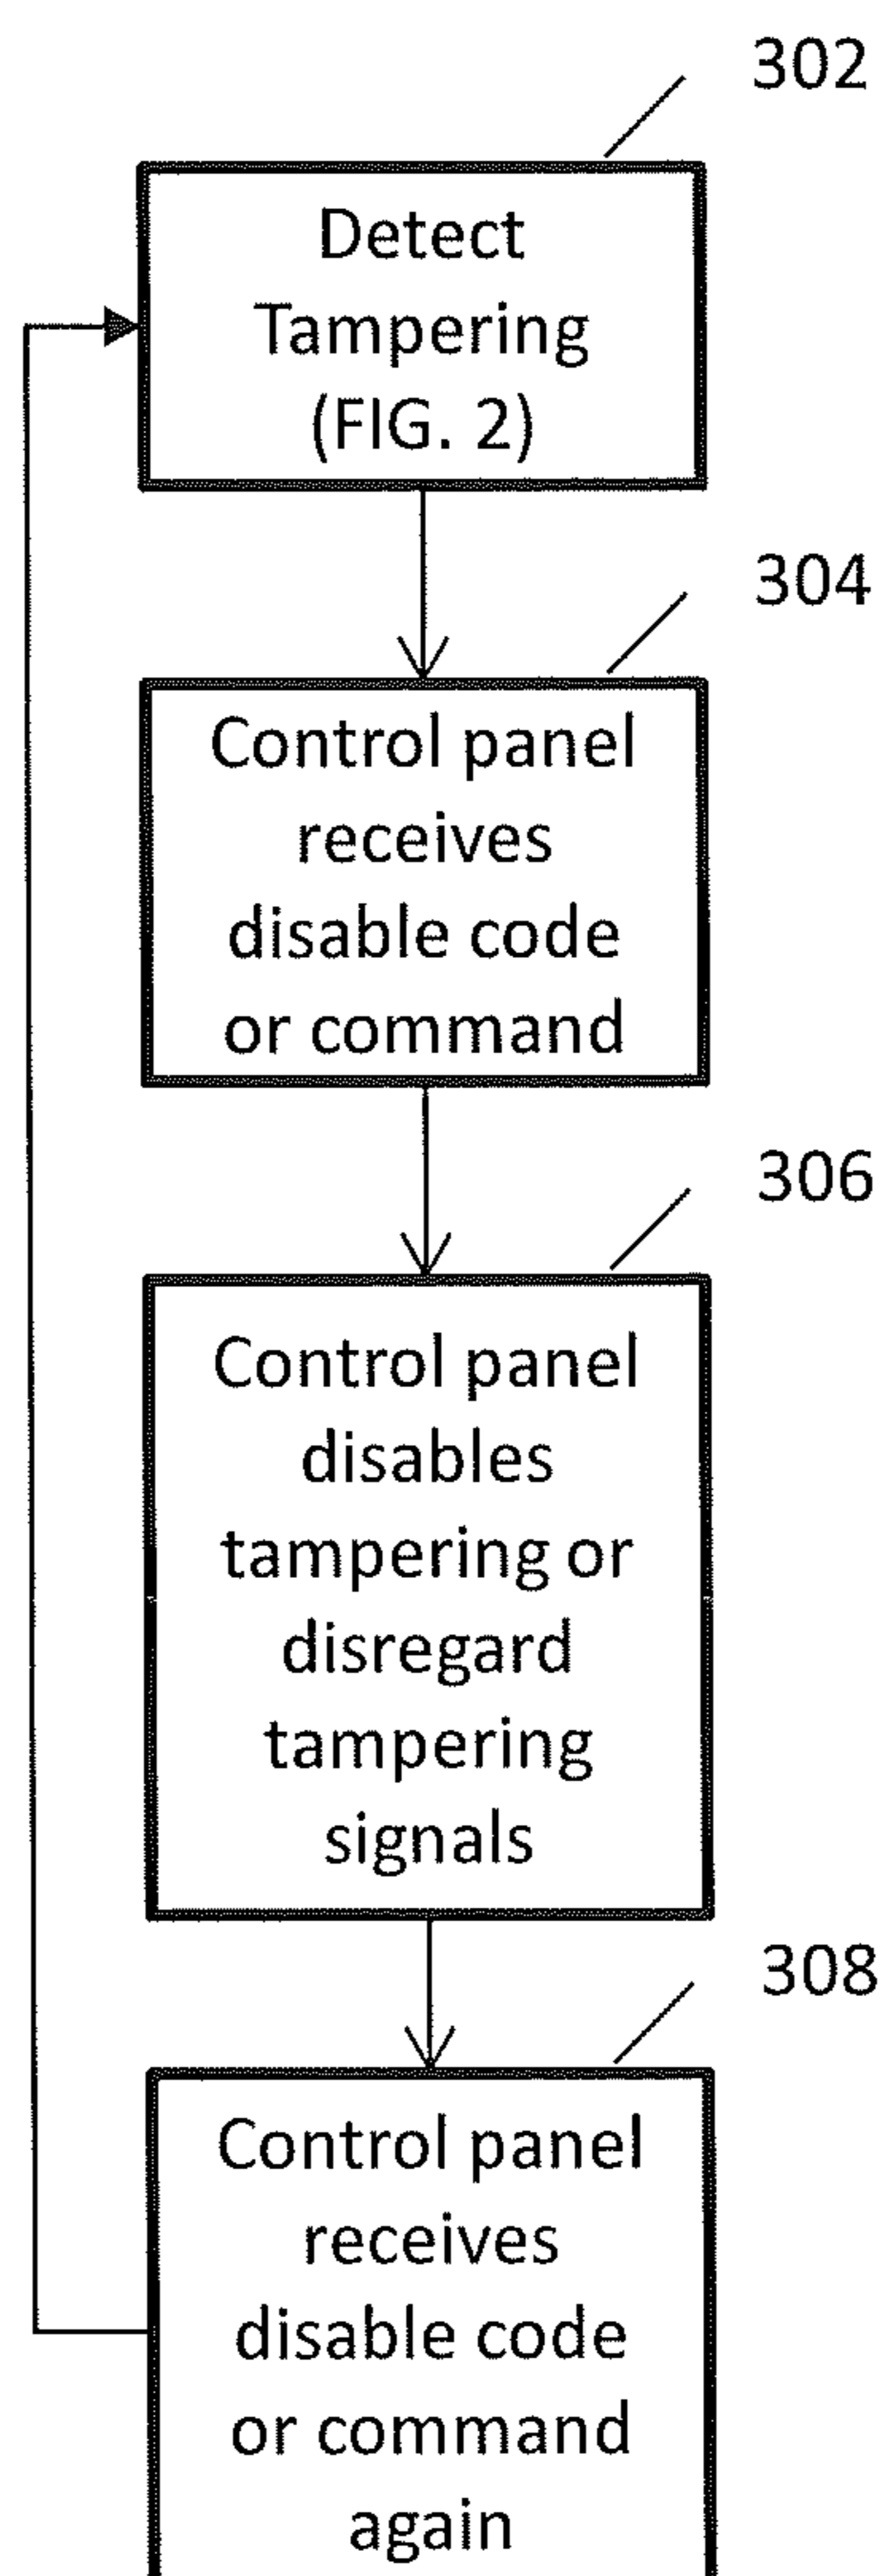 302
Detect
Tampering
(FIG. 2)
304
Control panel
receives
disable code
or command
306
Control panel
disables
tampering or
disregard
tampering
signals
308
Control panel
receives
disable code
or command
again